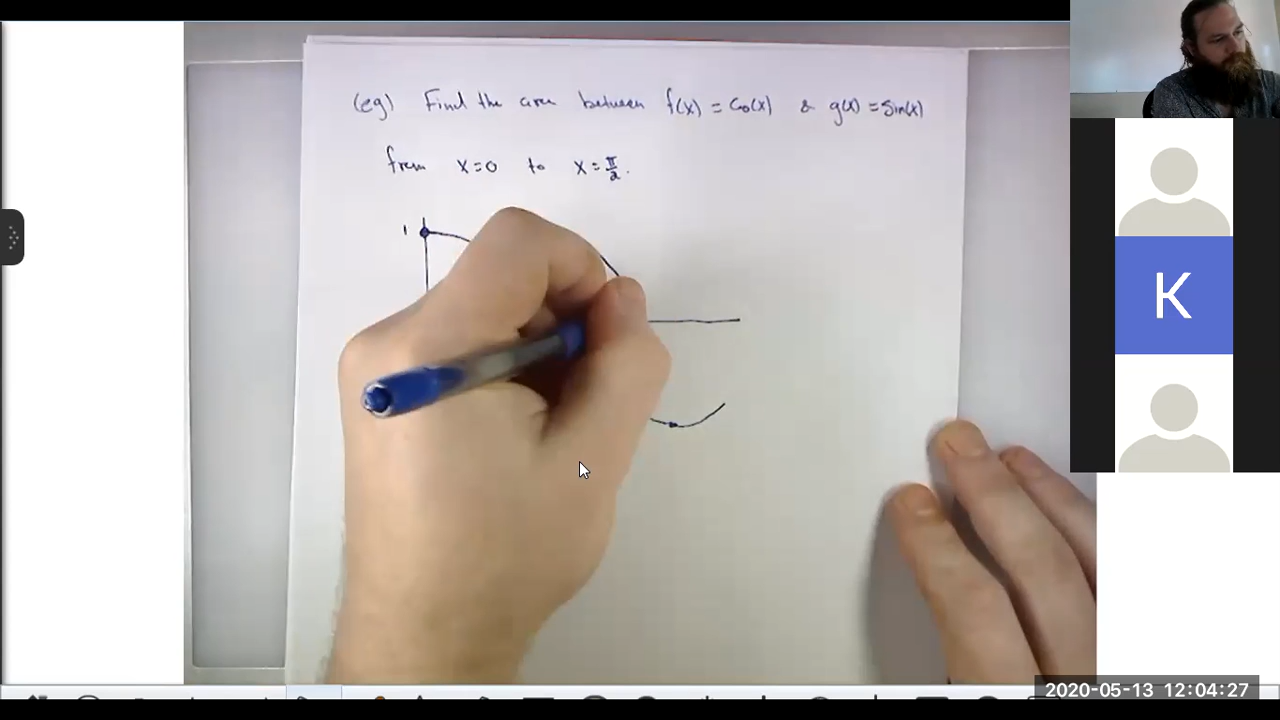 (eg) Find the area between f(x) = Cos(x) & g(x) = Sin(x)
from x=0 to x=π/2.
1
K
2020-05-13 12:04:27